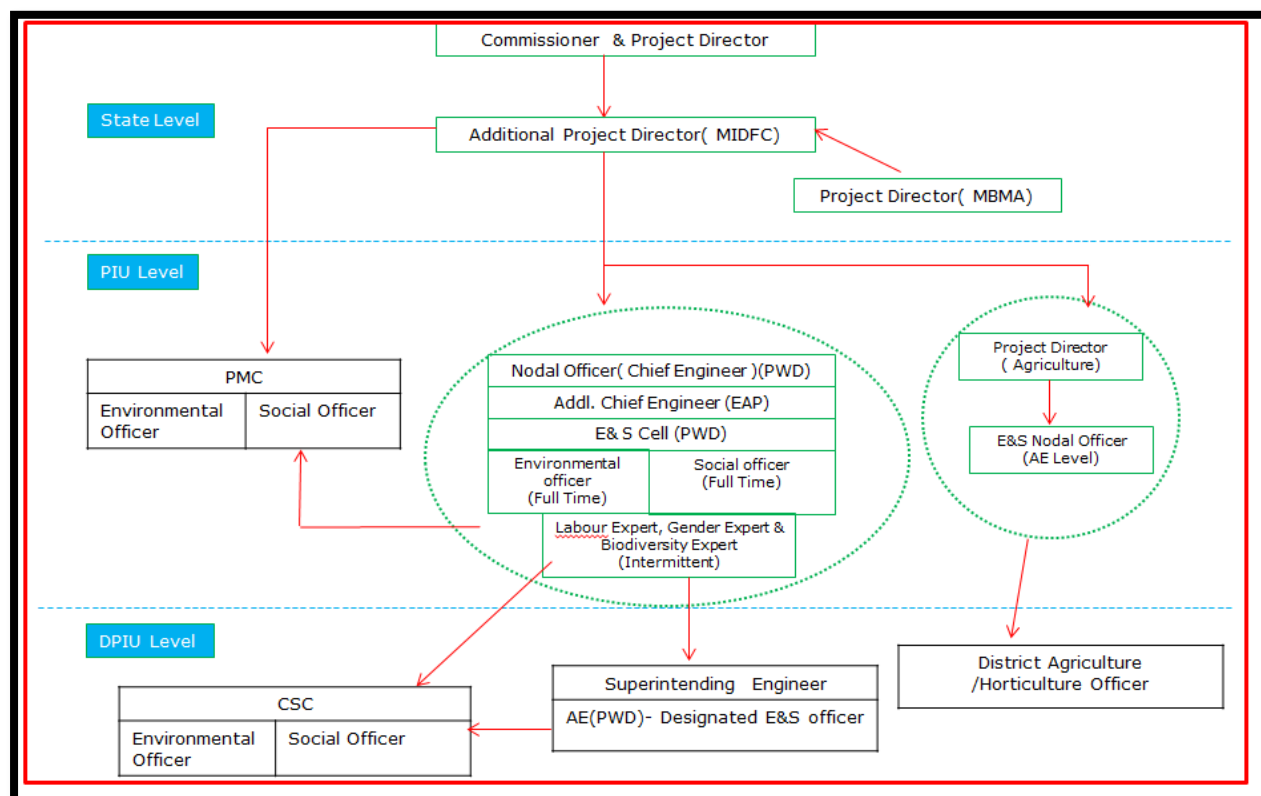 Commissioner & Project Director
State Level
Additional Project Director( MIDFC)
Project Director( MBMA)
PIU Level
PMC
Environmental
Officer
Social Officer
Nodal Officer( Chief Engineer )(PWD)
Addl. Chief Engineer (EAP)
E& S Cell (PWD)
Environmental
officer
(Full Time)
Social officer
(Full Time)
Labour Expert, Gender Expert &
Biodiversity Expert
(Intermittent)
Project Director
( Agriculture)
E&S Nodal Officer
(AE Level)
DPIU Level
CSC
Environmental
Officer
Social Officer
Superintending Engineer
AE(PWD)- Designated E&S officer
District Agriculture
/Horticulture Officer